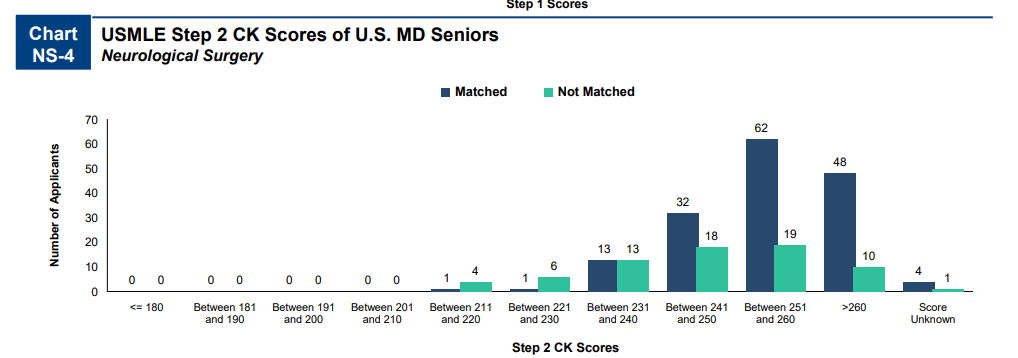 Step 1 Scores
Chart
NS-4
USMLE Step 2 CK Scores of U.S. MD Seniors
Neurological Surgery
Matched Not Matched
Number of Applicants
70
60
50
40
30
20
10
0
0 0 0 0 0 0 0 0 1 4 1 6 13 13 32 18 62 19 48 10 4 1
<= 180 Between 181 Between 191 Between 201 Between 211 Between 221 Between 231 Between 241 Between 251 >260 Score
and 190 and 200 and 210 and 220 and 230 and 240 and 250 and 260 Unknown
Step 2 CK Scores